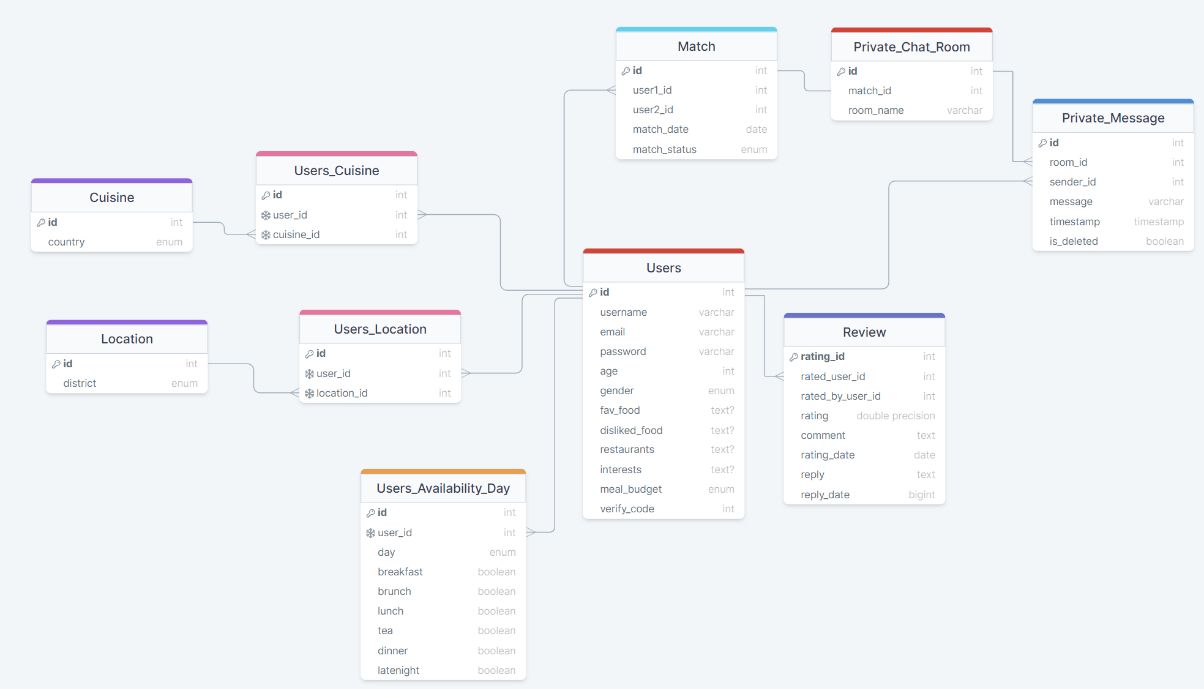 Match
id int
user1_id int
user2_id int
match_date date
match_status enum
Private_Chat_Room
id int
match_id int
room_name varchar
Private_Message
id int
room_id int
sender_id int
message varchar
timestamp timestamp
is_deleted boolean
Users_Cuisine
id int
user_id int
cuisine_id int
Cuisine
id int
country enum
Users
id int
username varchar
email varchar
password varchar
age int
gender enum
fav_food text?
disliked_food text?
restaurants text?
interests text?
meal_budget enum
verify_code int
Users_Location
id int
user_id int
location_id int
Location
id int
district enum
Review
rating_id int
rated_user_id int
rated_by_user_id int
rating double precision
comment text
rating_date date
reply text
reply_date bigint
Users_Availability_Day
id int
user_id int
day enum
breakfast boolean
brunch boolean
lunch boolean
tea boolean
dinner boolean
latenight boolean